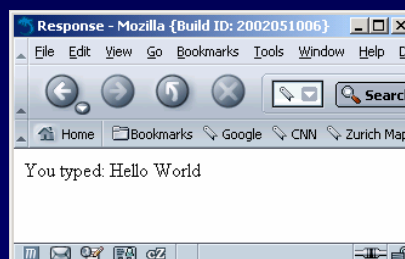 Response - Mozilla {Build ID: 2002051006}
File Edit View Go Bookmarks Tools Window Help D
Search
Home Bookmarks Google CNN Zurich Map
You typed: Hello World